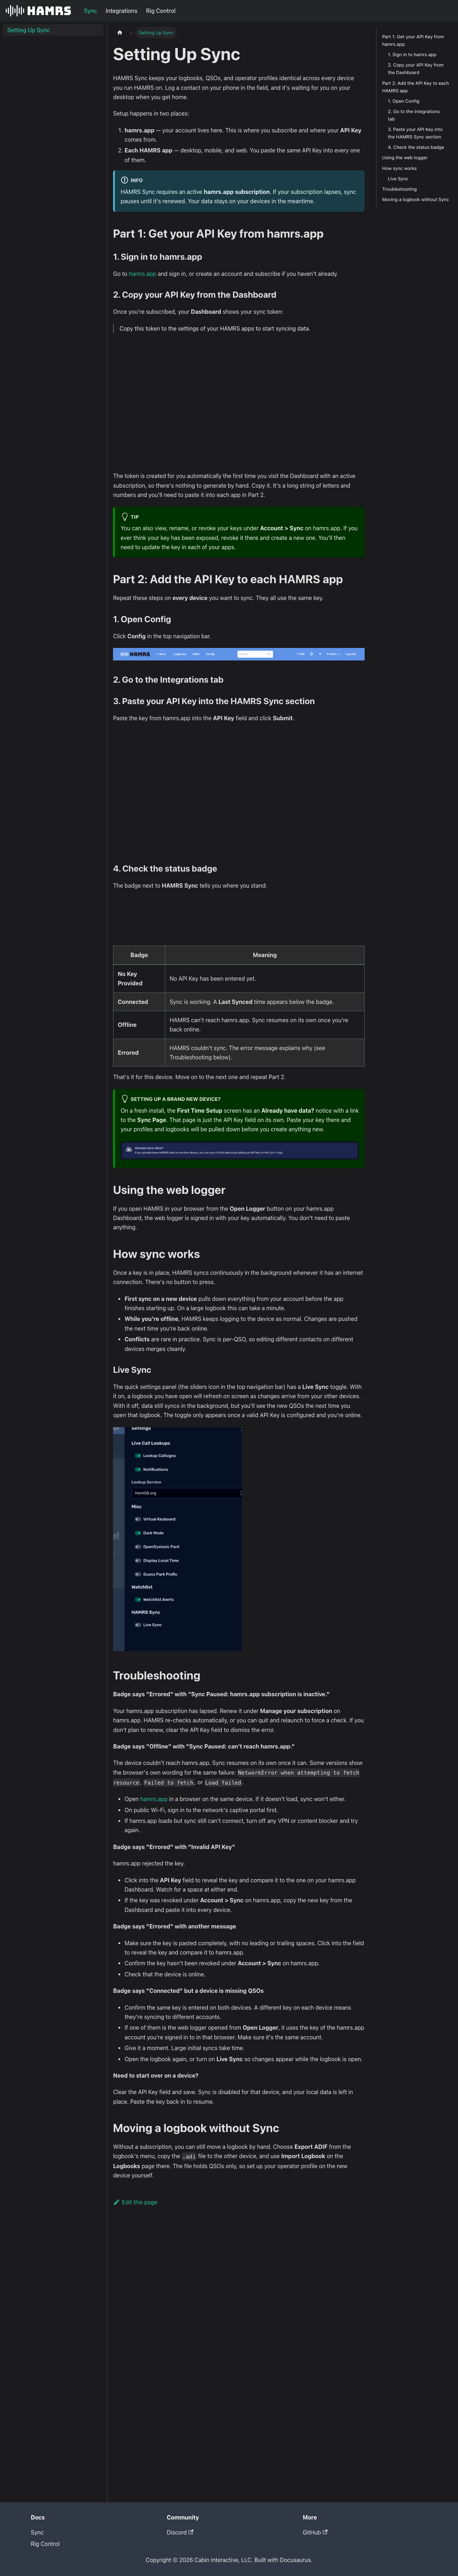 HAMRS
Sync
Integrations
Rig Control
Setting Up Sync
Setting Up Sync
Setting Up Sync
HAMRS Sync keeps your logbooks, QSOs, and operator profiles identical across every device
you run HAMRS on. Log a contact on your phone in the field, and it's waiting for you on your
desktop when you get home.
Setup happens in two places:
1. hamrs.app — your account lives here. This is where you subscribe and where your API Key
comes from.
2. Each HAMRS app — desktop, mobile, and web. You paste the same API Key into every one
of them.
INFO
HAMRS Sync requires an active hamrs.app subscription. If your subscription lapses, sync
pauses until it's renewed. Your data stays on your devices in the meantime.
Part 1: Get your API Key from hamrs.app
1. Sign in to hamrs.app
Go to hamrs.app and sign in, or create an account and subscribe if you haven't already.
2. Copy your API Key from the Dashboard
Once you're subscribed, your Dashboard shows your sync token:
Copy this token to the settings of your HAMRS apps to start syncing data.
The token is created for you automatically the first time you visit the Dashboard with an active
subscription, so there's nothing to generate by hand. Copy it. It's a long string of letters and
numbers and you'll need to paste it into each app in Part 2.
TIP
You can also view, rename, or revoke your keys under Account > Sync on hamrs.app. If you
ever think your key has been exposed, revoke it there and create a new one. You'll then
need to update the key in each of your apps.
Part 2: Add the API Key to each HAMRS app
Repeat these steps on every device you want to sync. They all use the same key.
1. Open Config
Click Config in the top navigation bar.
HAMRS
2. Go to the Integrations tab
3. Paste your API Key into the HAMRS Sync section
Paste the key from hamrs.app into the API Key field and click Submit.
4. Check the status badge
The badge next to HAMRS Sync tells you where you stand:
Badge Meaning
No Key
Provided
No API Key has been entered yet.
Connected Sync is working. A Last Synced time appears below the badge.
Offline
HAMRS can't reach hamrs.app. Sync resumes on its own once you're
back online.
Errored
HAMRS couldn't sync. The error message explains why (see
Troubleshooting below).
That's it for this device. Move on to the next one and repeat Part 2.
SETTING UP A BRAND NEW DEVICE?
On a fresh install, the First Time Setup screen has an Already have data? notice with a link
to the Sync Page. That page is just the API Key field on its own. Paste your key there and
your profiles and logbooks will be pulled down before you create anything new.
Already have data?
Using the web logger
If you open HAMRS in your browser from the Open Logger button on your hamrs.app
Dashboard, the web logger is signed in with your key automatically. You don't need to paste
anything.
How sync works
Once a key is in place, HAMRS syncs continuously in the background whenever it has an internet
connection. There's no button to press.
First sync on a new device pulls down everything from your account before the app
finishes starting up. On a large logbook this can take a minute.
While you're offline, HAMRS keeps logging to the device as normal. Changes are pushed
the next time you're back online.
Conflicts are rare in practice. Sync is per-QSO, so editing different contacts on different
devices merges cleanly.
Live Sync
The quick settings panel (the sliders icon in the top navigation bar) has a Live Sync toggle. With
it on, a logbook you have open will refresh on screen as changes arrive from your other devices.
With it off, data still syncs in the background, but you'll see the new QSOs the next time you
open that logbook. The toggle only appears once a valid API Key is configured and you're online.
Settings
Live Call Lookups
Lookup Callsigns
Notifications
Lookup Service
HamDB.org
Misc
Virtual Keyboard
Dark Mode
OpenDyslexic Font
Display Local Time
Guess Park Prefix
Watchlist
Watchlist Alerts
HAMRS Sync
Live Sync
Troubleshooting
Badge says "Errored" with "Sync Paused: hamrs.app subscription is inactive."
Your hamrs.app subscription has lapsed. Renew it under Manage your subscription on
hamrs.app. HAMRS re-checks automatically, or you can quit and relaunch to force a check. If you
don't plan to renew, clear the API Key field to dismiss the error.
Badge says "Offline" with "Sync Paused: can't reach hamrs.app."
The device couldn't reach hamrs.app. Sync resumes on its own once it can. Some versions show
the browser's own wording for the same failure: NetworkError when attempting to fetch
resource, Failed to fetch, or Load failed.
Open hamrs.app in a browser on the same device. If it doesn't load, sync won't either.
On public Wi-Fi, sign in to the network's captive portal first.
If hamrs.app loads but sync still can't connect, turn off any VPN or content blocker and try
again.
Badge says "Errored" with "Invalid API Key"
hamrs.app rejected the key.
Click into the API Key field to reveal the key and compare it to the one on your hamrs.app
Dashboard. Watch for a space at either end.
If the key was revoked under Account > Sync on hamrs.app, copy the new key from the
Dashboard and paste it into every device.
Badge says "Errored" with another message
Make sure the key is pasted completely, with no leading or trailing spaces. Click into the field
to reveal the key and compare it to hamrs.app.
Confirm the key hasn't been revoked under Account > Sync on hamrs.app.
Check that the device is online.
Badge says "Connected" but a device is missing QSOs
Confirm the same key is entered on both devices. A different key on each device means
they're syncing to different accounts.
If one of them is the web logger opened from Open Logger, it uses the key of the hamrs.app
account you're signed in to in that browser. Make sure it's the same account.
Give it a moment. Large initial syncs take time.
Open the logbook again, or turn on Live Sync so changes appear while the logbook is open.
Need to start over on a device?
Clear the API Key field and save. Sync is disabled for that device, and your local data is left in
place. Paste the key back in to resume.
Moving a logbook without Sync
Without a subscription, you can still move a logbook by hand. Choose Export ADIF from the
logbook's menu, copy the .adi file to the other device, and use Import Logbook on the
Logbooks page there. The file holds QSOs only, so set up your operator profile on the new
device yourself.
Edit this page
Part 1: Get your API Key from
hamrs.app
1. Sign in to hamrs.app
2. Copy your API Key from
the Dashboard
Part 2: Add the API Key to each
HAMRS app
1. Open Config
2. Go to the Integrations
tab
3. Paste your API Key into
the HAMRS Sync section
4. Check the status badge
Using the web logger
How sync works
Live Sync
Troubleshooting
Moving a logbook without Sync
Docs
Sync
Rig Control
Community
Discord
More
GitHub
Copyright © 2026 Cabin Interactive, LLC. Built with Docusaurus.